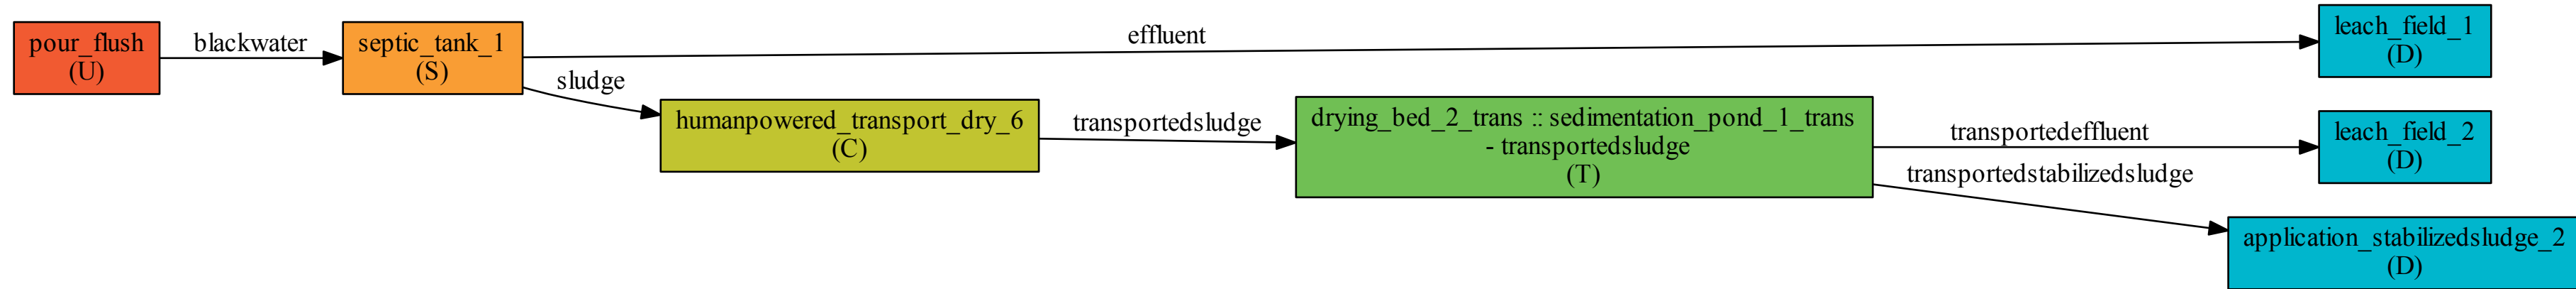 pour_flush
(U)
blackwater
septic_tank_1
(S)
effluent
leach_field_1
(D)
sludge
humanpowered_transport_dry_6
(C)
transportedsludge
drying_bed_2_trans :: sedimentation_pond_1_trans
- transportedsludge
(T)
transportedeffluent
leach_field_2
(D)
transportedstabilizedsludge
application_stabilizedsludge_2
(D)